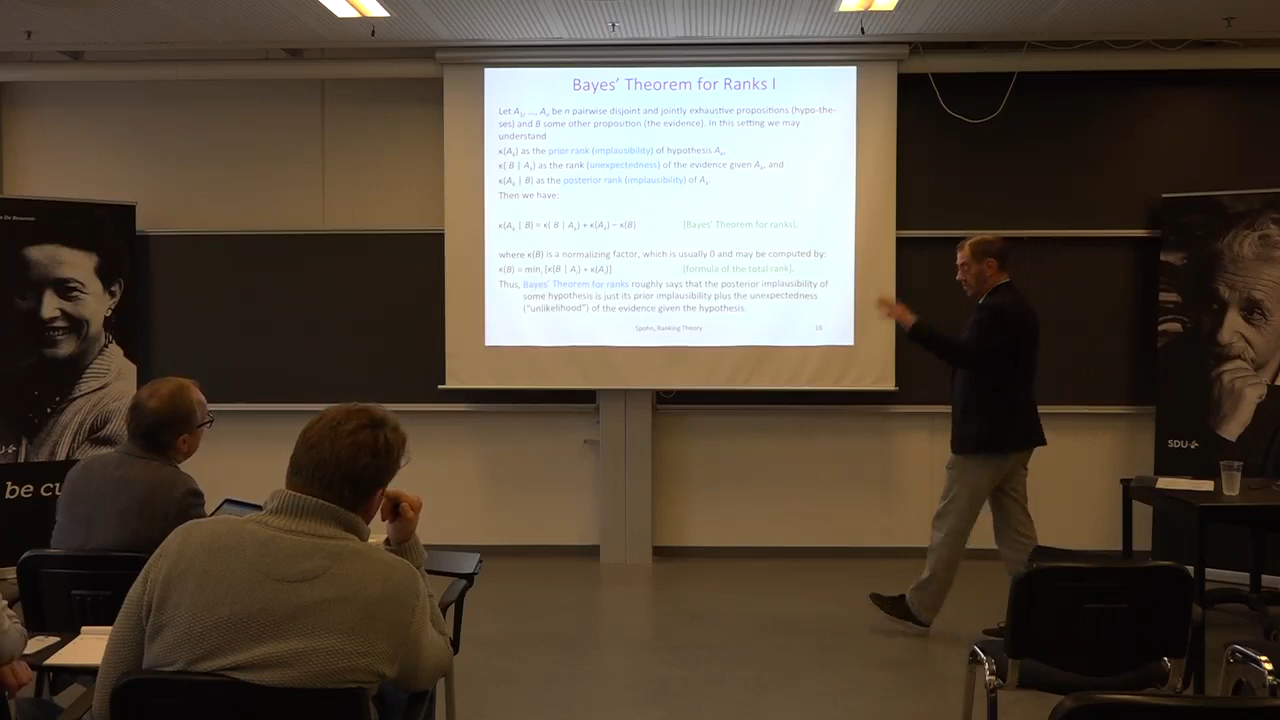 Bayes' Theorem for Ranks I
Let A1, ..., An be n pairwise disjoint and jointly exhaustive propositions (hypo-the-
ses) and B some other proposition (the evidence). In this setting we may
understand
κ(Ak) as the prior rank (implausibility) of hypothesis Ak,
κ( B | Ak) as the rank (unexpectedness) of the evidence given Ak, and
κ(Ak | B) as the posterior rank (implausibility) of Ak.
Then we have:
κ(Ak | B) = κ( B | Ak) + κ(Ak) – κ(B) [Bayes' Theorem for ranks].
where κ(B) is a normalizing factor, which is usually 0 and may be computed by:
κ(B) = mini [κ(B | Ai) + κ(Ai)] [formula of the total rank].
Thus, Bayes' Theorem for ranks roughly says that the posterior implausibility of
some hypothesis is just its prior implausibility plus the unexpectedness
("unlikelihood") of the evidence given the hypothesis.
Spohn, Ranking Theory 16
De Beauvoir
SDU
be cu
SDU